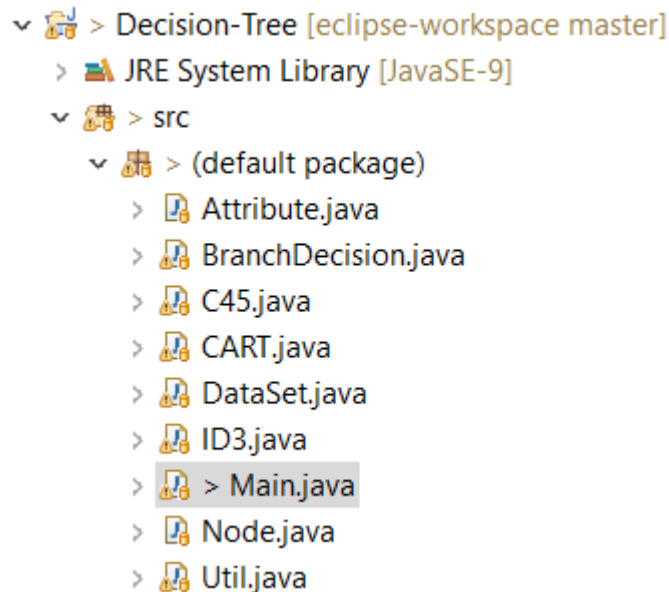 > Decision-Tree [eclipse-workspace master]
JRE System Library [JavaSE-9]
> src
> (default package)
Attribute.java
BranchDecision.java
C45.java
CART.java
DataSet.java
ID3.java
> Main.java
Node.java
Util.java